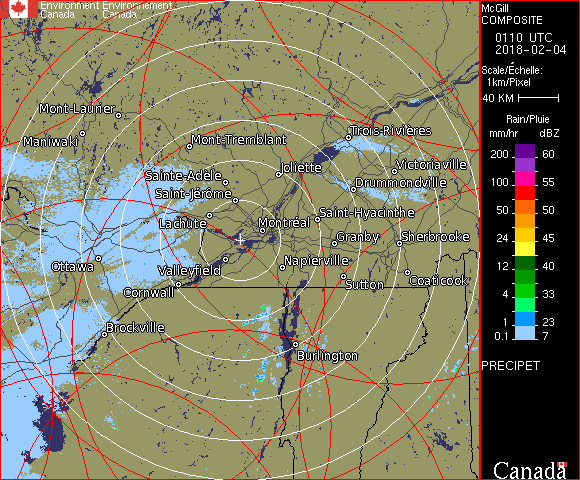 Environment Environnement
Canada Canada
McGill
COMPOSITE
0110 UTC
2018-02-04
Scale/Échelle:
1km/Pixel
40 KM
Rain/Pluie
mm/hr dBZ
200 60
100 55
50 50
24 45
12 40
4 33
1 23
0.1 7
PRECIPET
Canada
Mont-Laurier
Maniwaki
Mont-Tremblant
Trois-Rivières
Joliette
Victoriaville
Sainte-Adèle
Drummondville
Saint-Jérôme
Lachute
Saint-Hyacinthe
Montréal
Granby
Sherbrooke
Ottawa
Valleyfield
Napierville
Cornwall
Sutton
Coaticook
Brockville
Burlington